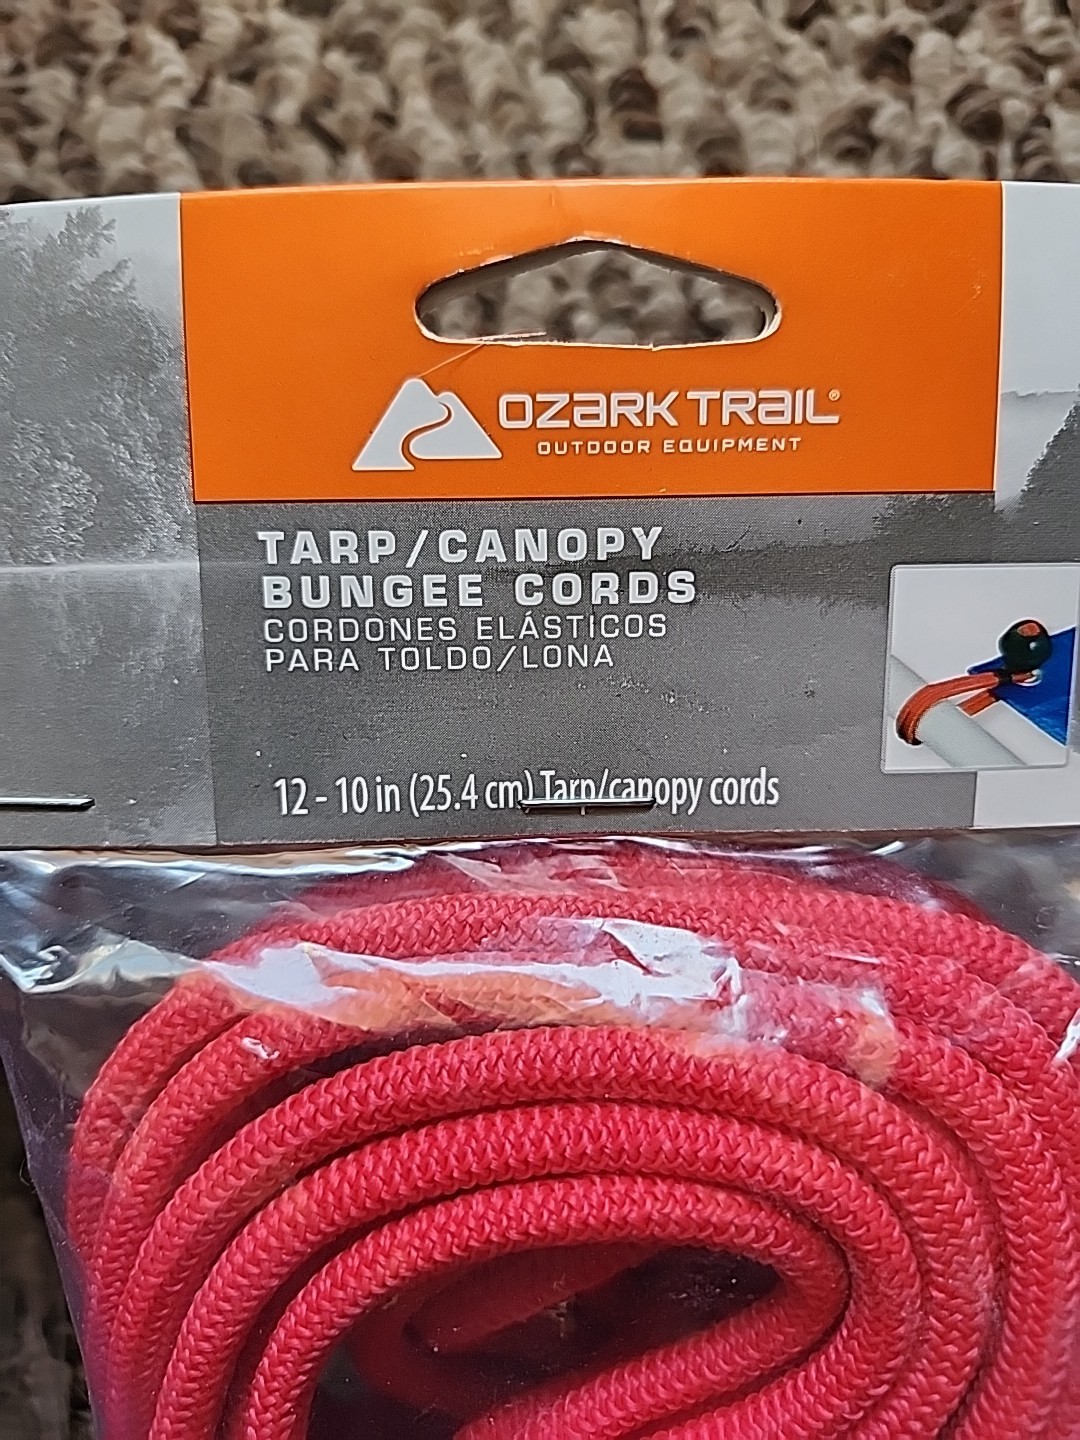 OZARK TRAIL®
OUTDOOR EQUIPMENT
TARP/CANOPY
BUNGEE CORDS
CORDONES ELÁSTICOS
PARA TOLDO/LONA
12 - 10 in (25.4 cm) Tarp/canopy cords